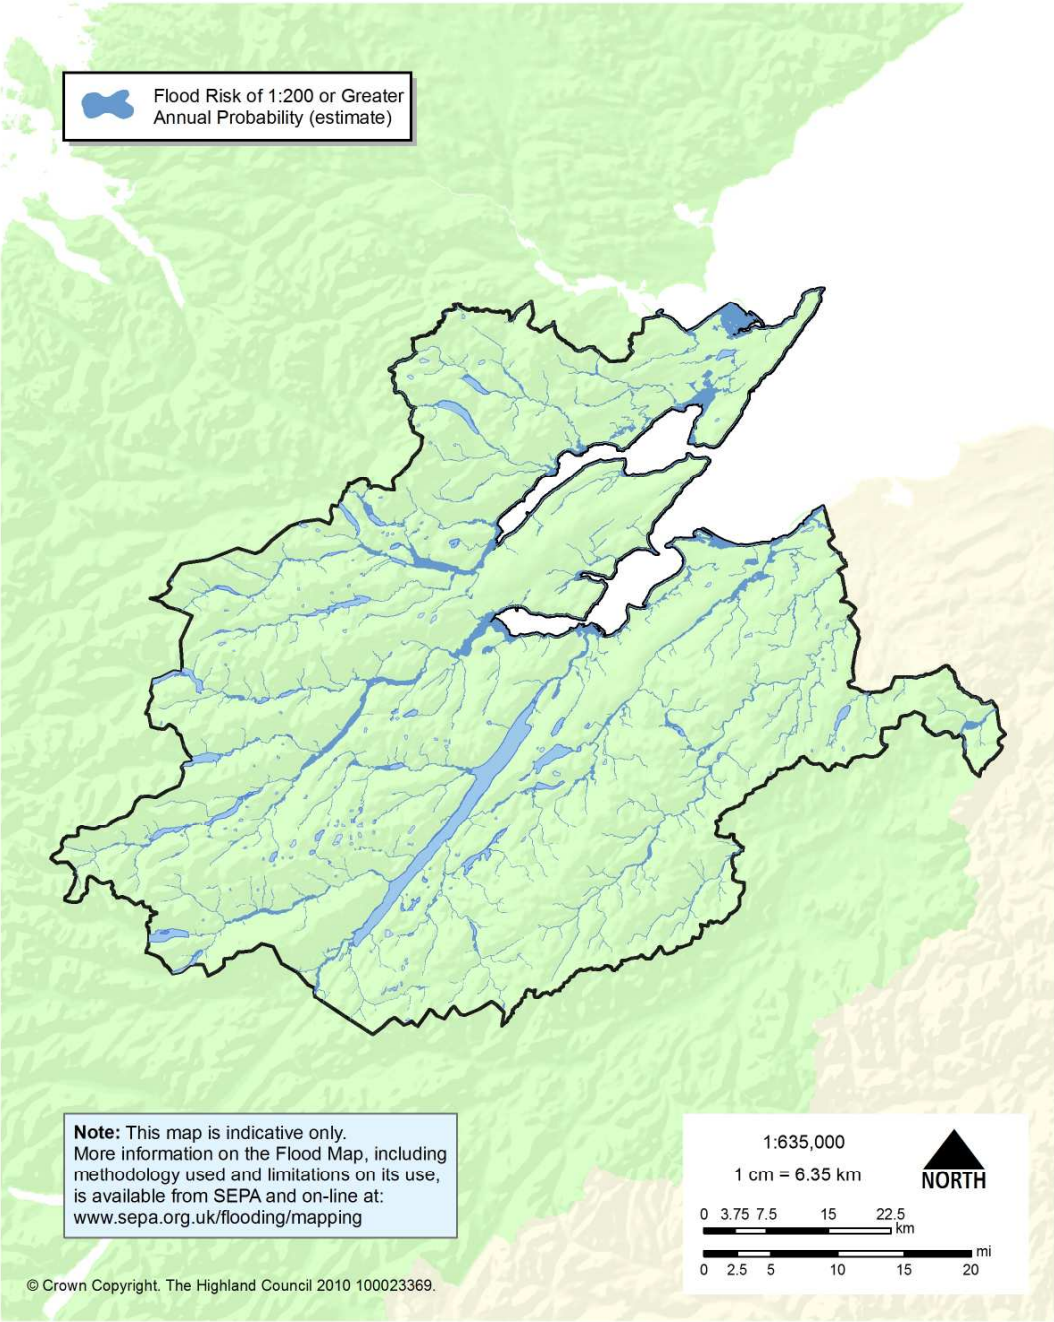 Flood Risk of 1:200 or Greater
Annual Probability (estimate)
Note: This map is indicative only.
More information on the Flood Map, including
methodology used and limitations on its use,
is available from SEPA and on-line at:
www.sepa.org.uk/flooding/mapping
1:635,000
1 cm = 6.35 km
NORTH
0 3.75 7.5 15 22.5
km
mi
0 2.5 5 10 15 20
© Crown Copyright. The Highland Council 2010 100023369.